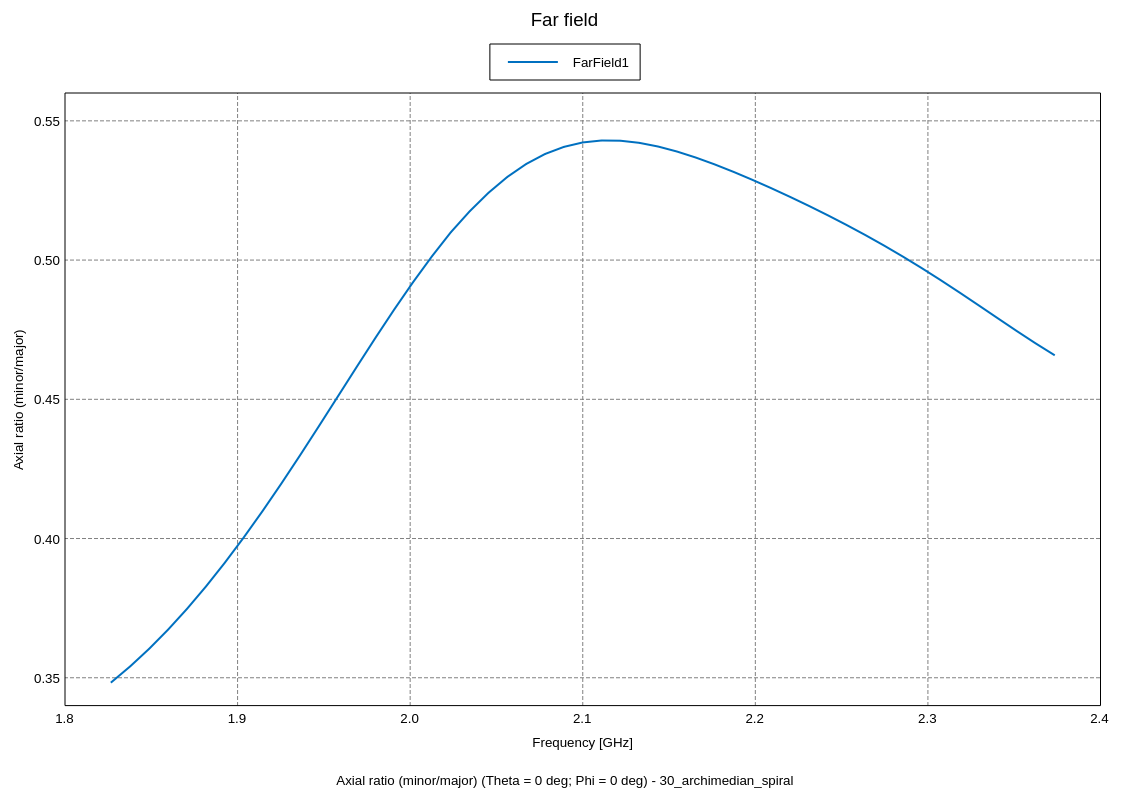 Far field
FarField1
0.55
0.50
0.45
0.40
0.35
Axial ratio (minor/major)
1.8 1.9 2.0 2.1 2.2 2.3 2.4
Frequency [GHz]
Axial ratio (minor/major) (Theta = 0 deg; Phi = 0 deg) - 30_archimedian_spiral